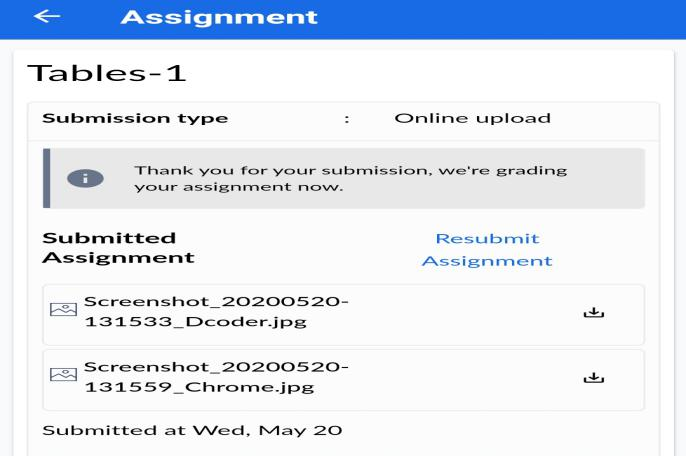 Assignment
Tables-1
Submission type : Online upload
Thank you for your submission, we're grading
your assignment now.
Submitted
Assignment
Resubmit
Assignment
Screenshot_20200520-
131533_Dcoder.jpg
Screenshot_20200520-
131559_Chrome.jpg
Submitted at Wed, May 20